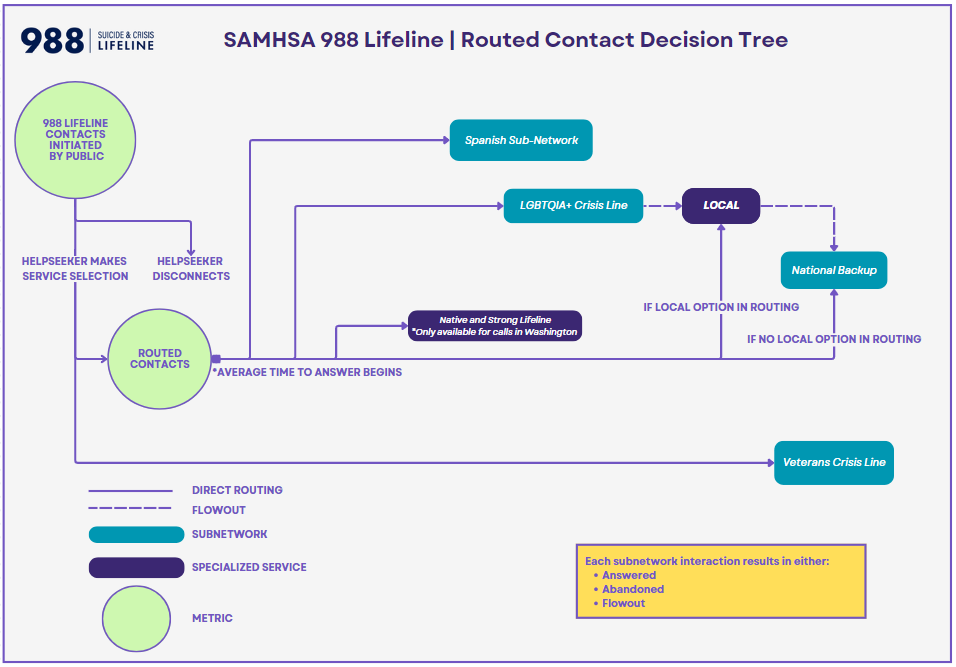 988 SUICIDE & CRISIS
LIFELINE
SAMHSA 988 Lifeline | Routed Contact Decision Tree
988 LIFELINE
CONTACTS
INITIATED
BY PUBLIC
Spanish Sub-Network
LGBTQIA+ Crisis Line
LOCAL
HELPSEEKER MAKES
SERVICE SELECTION
HELPSEEKER
DISCONNECTS
National Backup
IF LOCAL OPTION IN ROUTING
Native and Strong Lifeline
*Only available for calls in Washington
IF NO LOCAL OPTION IN ROUTING
ROUTED
CONTACTS
*AVERAGE TIME TO ANSWER BEGINS
Veterans Crisis Line
DIRECT ROUTING
FLOWOUT
SUBNETWORK
SPECIALIZED SERVICE
METRIC
Each subnetwork interaction results in either:
• Answered
• Abandoned
• Flowout